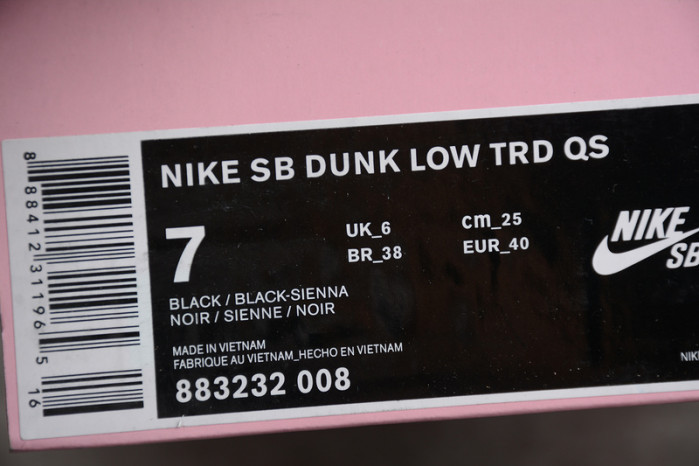 NIKE SB DUNK LOW TRD QS
7
UK_6 cm_25
BR_38 EUR_40
BLACK / BLACK-SIENNA
NOIR / SIENNE / NOIR
MADE IN VIETNAM
FABRIQUE AU VIETNAM_HECHO EN VIETNAM
883232 008
NIKE
SB
NIK
8 88412 31196 5 16